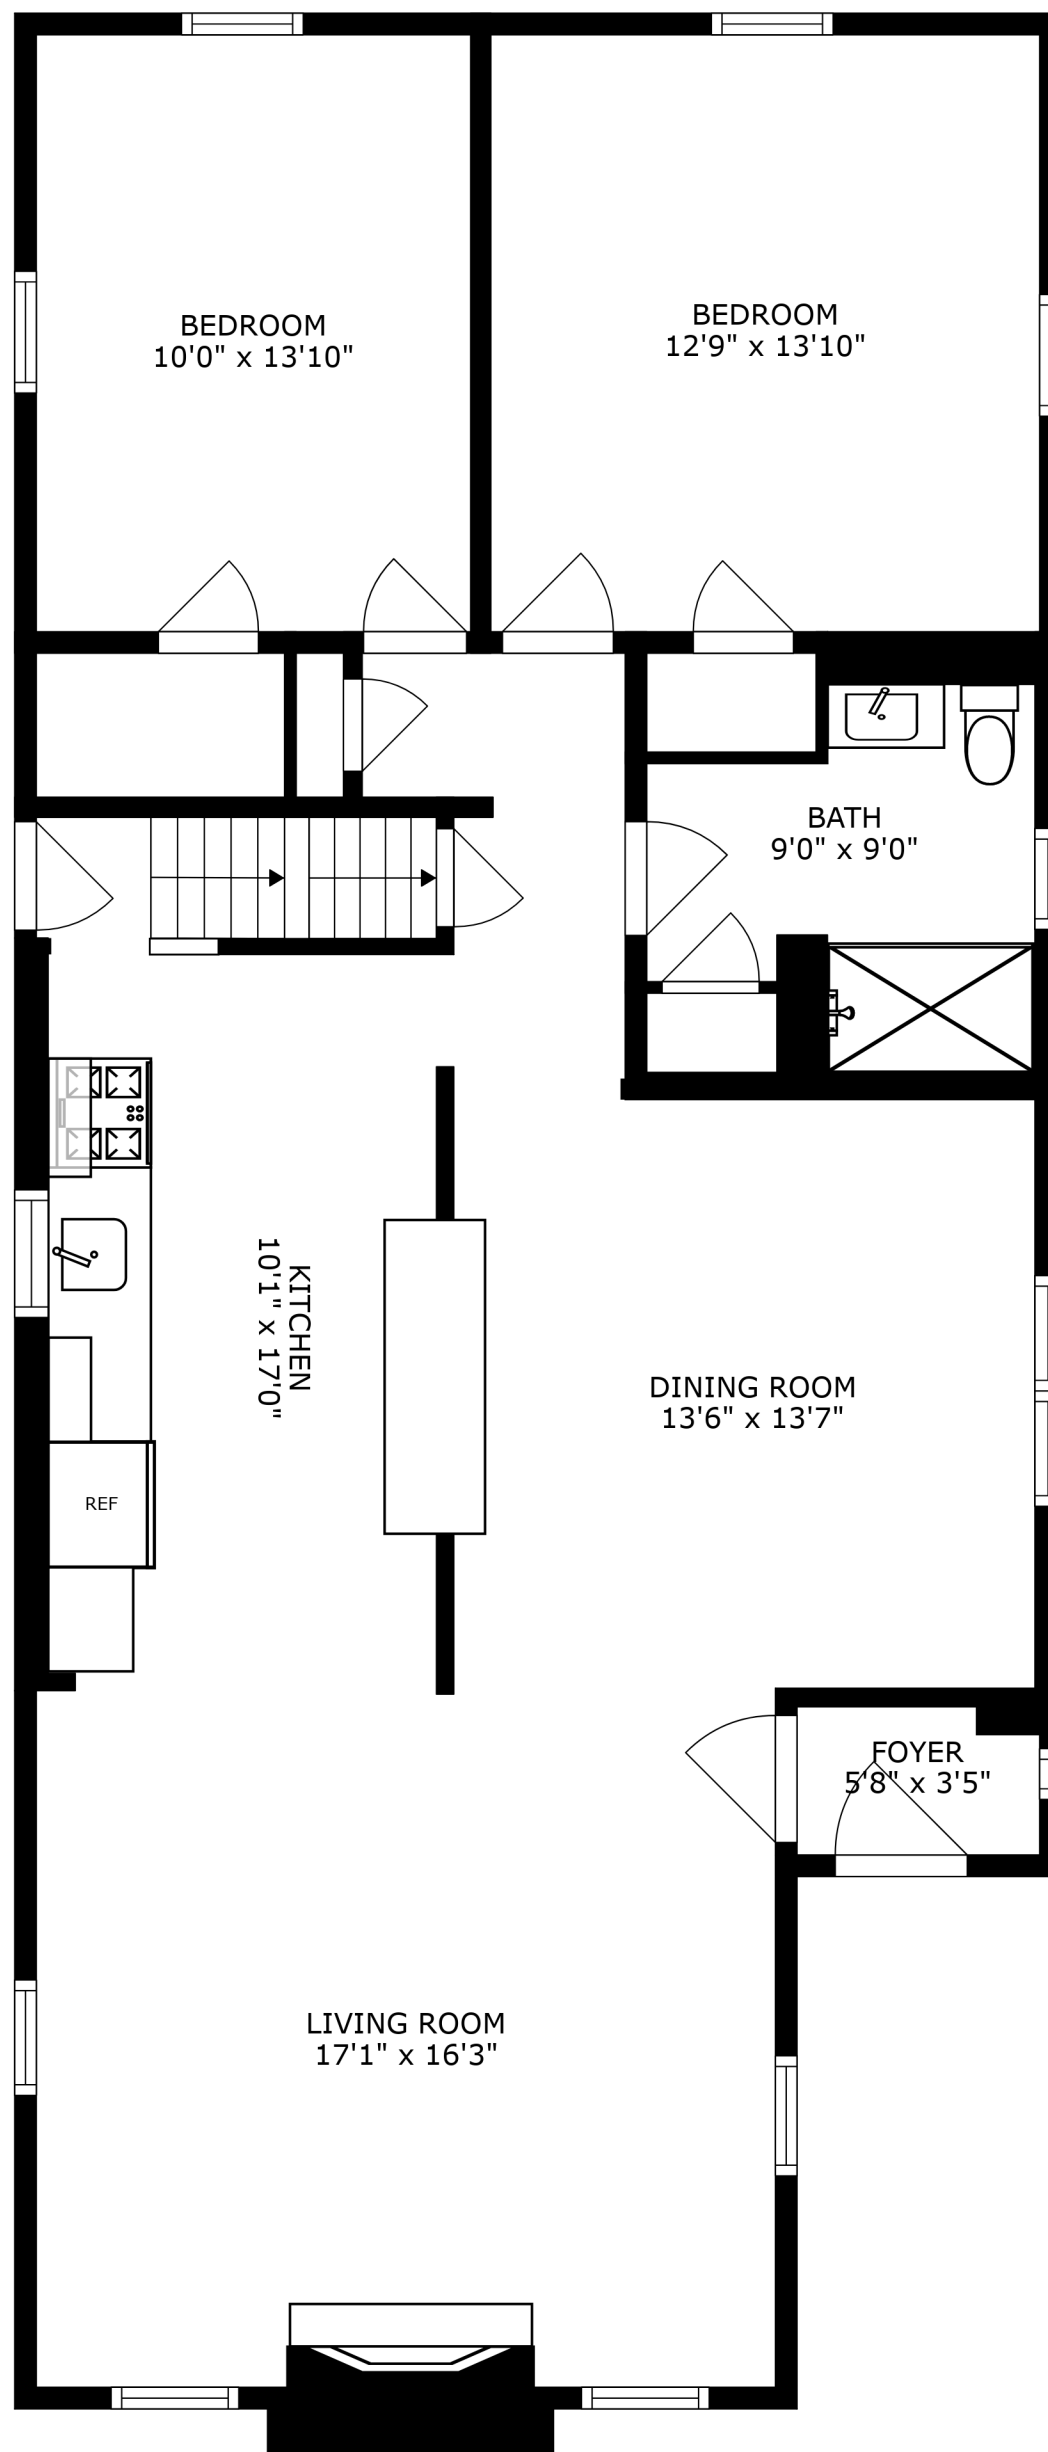 BEDROOM
10'0" x 13'10"
BEDROOM
12'9" x 13'10"
BATH
9'0" x 9'0"
KITCHEN
10'1" x 17'0"
DINING ROOM
13'6" x 13'7"
REF
FOYER
5'8" x 3'5"
LIVING ROOM
17'1" x 16'3"